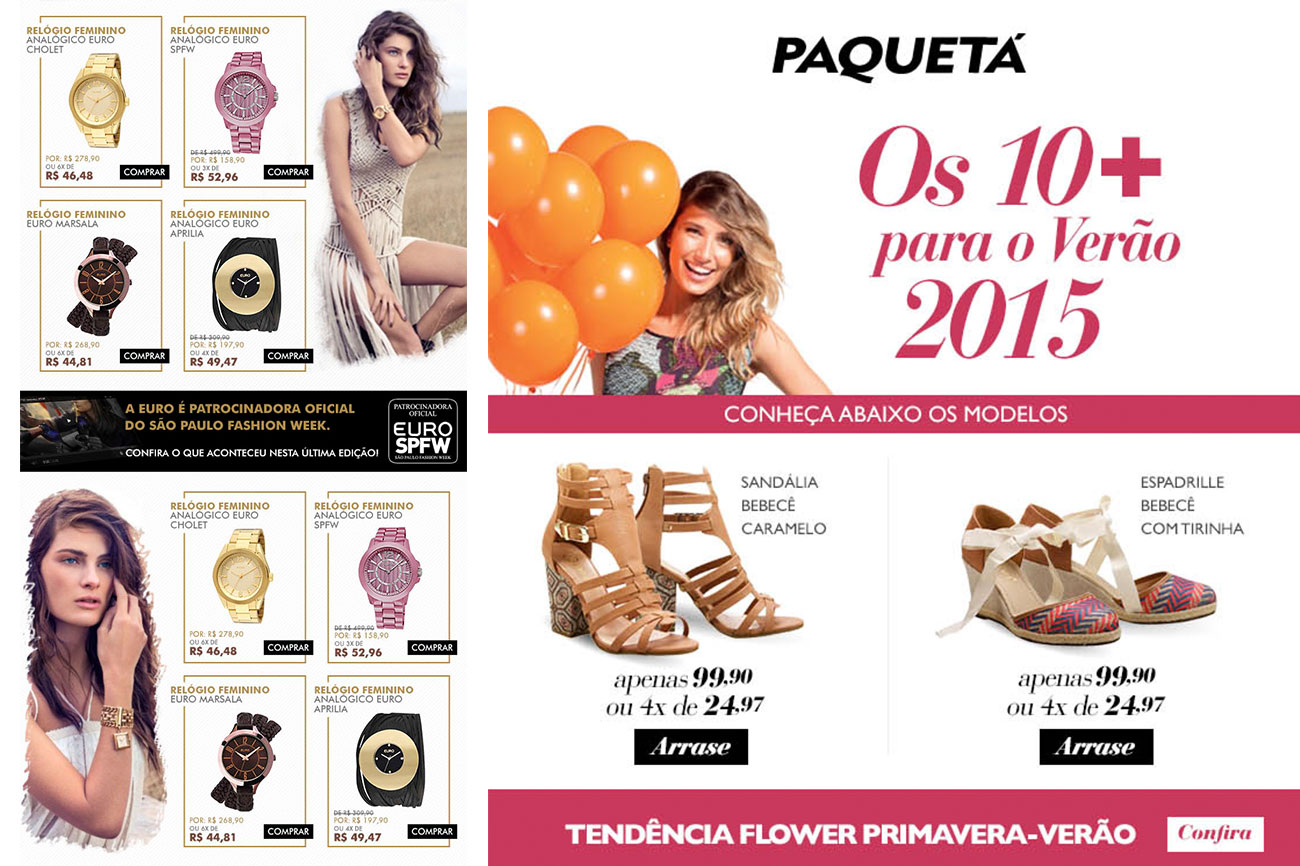 RELÓGIO FEMININO
ANALÓGICO EURO
CHOLET
POR: R$ 278,90
OU 6X DE
R$ 46,48
COMPRAR
RELÓGIO FEMININO
ANALÓGICO EURO
SPFW
DE R$ 499,90
POR: R$ 158,90
OU 3X DE
R$ 52,96
COMPRAR
RELÓGIO FEMININO
EURO MARSALA
POR: R$ 268,90
OU 6X DE
R$ 44,81
COMPRAR
RELÓGIO FEMININO
ANALÓGICO EURO
APRILIA
EURO
DE R$ 309,90
POR: R$ 197,90
OU 4X DE
R$ 49,47
COMPRAR
A EURO É PATROCINADORA OFICIAL
DO SÃO PAULO FASHION WEEK.
CONFIRA O QUE ACONTECEU NESTA ÚLTIMA EDIÇÃO!
PATROCINADORA
OFICIAL
EURO
SPFW
SÃO PAULO FASHION WEEK
RELÓGIO FEMININO
ANALÓGICO EURO
CHOLET
POR: R$ 278,90
OU 6X DE
R$ 46,48
COMPRAR
RELÓGIO FEMININO
ANALÓGICO EURO
SPFW
DE R$ 499,90
POR: R$ 158,90
OU 3X DE
R$ 52,96
COMPRAR
RELÓGIO FEMININO
EURO MARSALA
POR: R$ 268,90
OU 6X DE
R$ 44,81
COMPRAR
RELÓGIO FEMININO
ANALÓGICO EURO
APRILIA
EURO
DE R$ 309,90
POR: R$ 197,90
OU 4X DE
R$ 49,47
COMPRAR
PAQUETÁ
Os 10+
para o Verão
2015
CONHEÇA ABAIXO OS MODELOS
SANDÁLIA
BEBECÊ
CARAMELO
apenas 99,90
ou 4x de 24,97
Arrase
ESPADRILLE
BEBECÊ
COM TIRINHA
apenas 99,90
ou 4x de 24,97
Arrase
TENDÊNCIA FLOWER PRIMAVERA-VERÃO
Confira